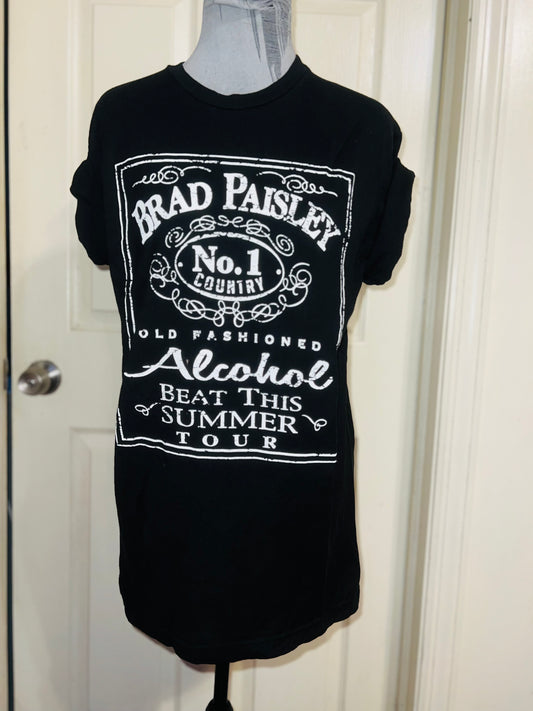 BRAD PAISLEY
No.1
COUNTRY
OLD FASHIONED
Alcohol
BEAT THIS
SUMMER
TOUR